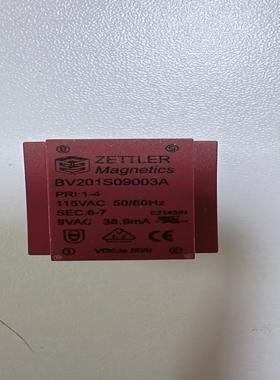 ZETTLER
Magnetics
BV201S09003A
PRI:1-4
115VAC 50/60Hz
SEC:6-7
9VAC 38.9mA